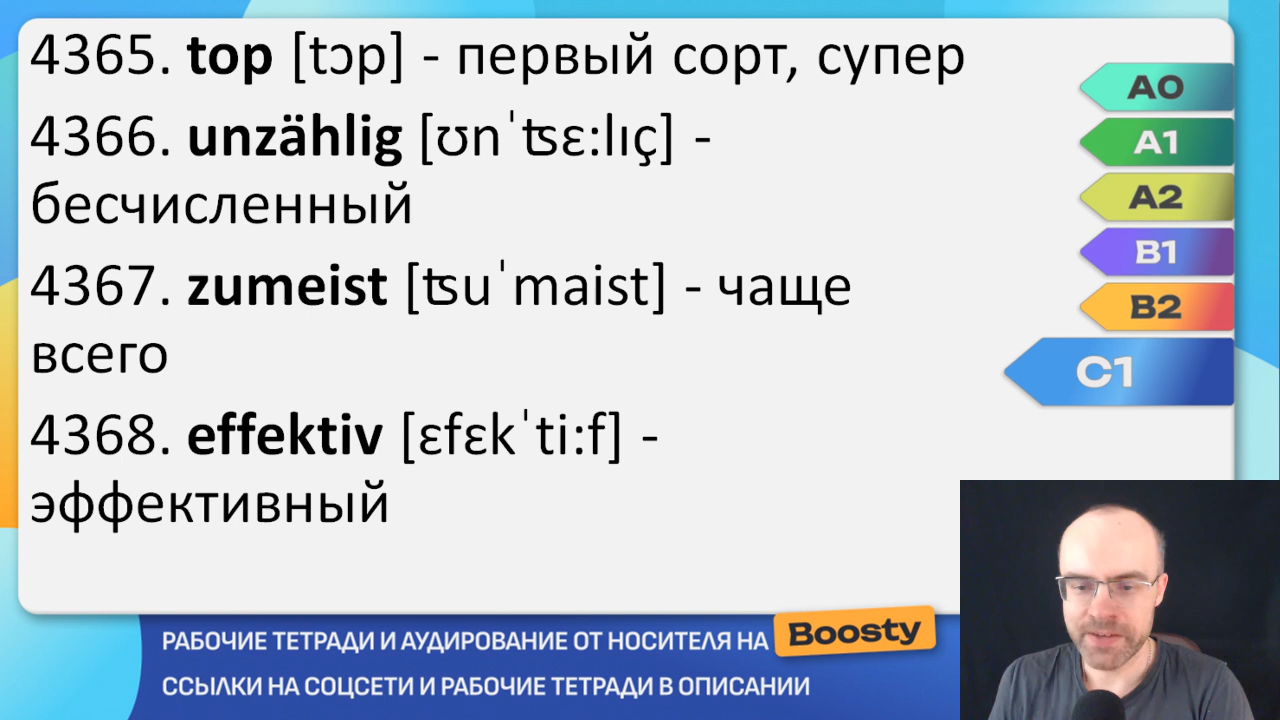 4365. top [tɔp] - первый сорт, супер
4366. unzählig [ʊnˈʦɛ:lıç] -
бесчисленный
4367. zumeist [ʦuˈmaist] - чаще
всего
4368. effektiv [ɛfɛkˈti:f] -
эффективный
A0
A1
A2
B1
B2
C1
РАБОЧИЕ ТЕТРАДИ И АУДИРОВАНИЕ ОТ НОСИТЕЛЯ НА Boosty
ССЫЛКИ НА СОЦСЕТИ И РАБОЧИЕ ТЕТРАДИ В ОПИСАНИИ